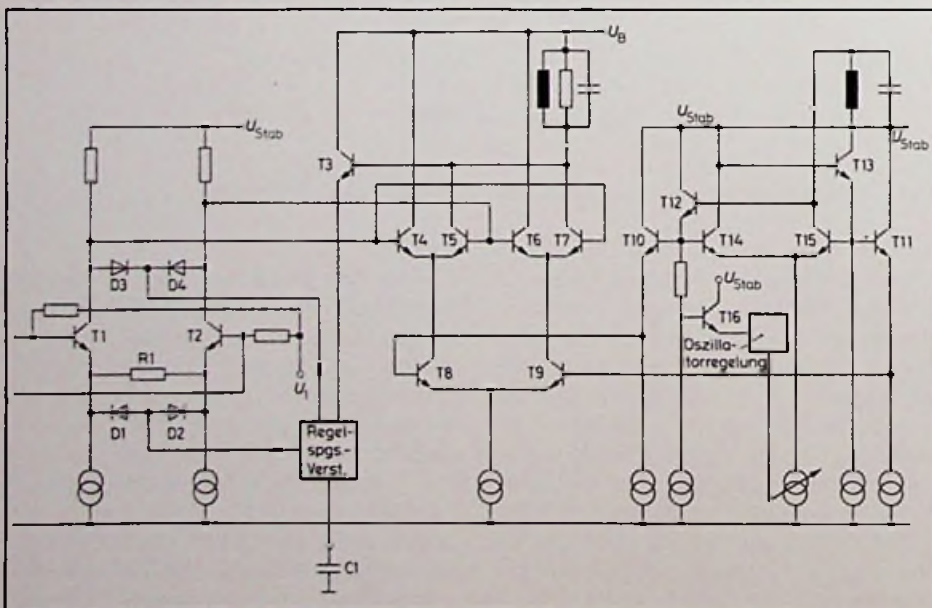 U_B
U_Stab
U_Stab
U_Stab
T3
T13
T12
T4
T5
T6
T7
T10
T14
T15
T11
D3
D4
U_Stab
T16
T1
T2
Oszilla-
torregelung
R1
T8
T9
U_1
D1
D2
Regel-
spgs.-
Verst.
C1